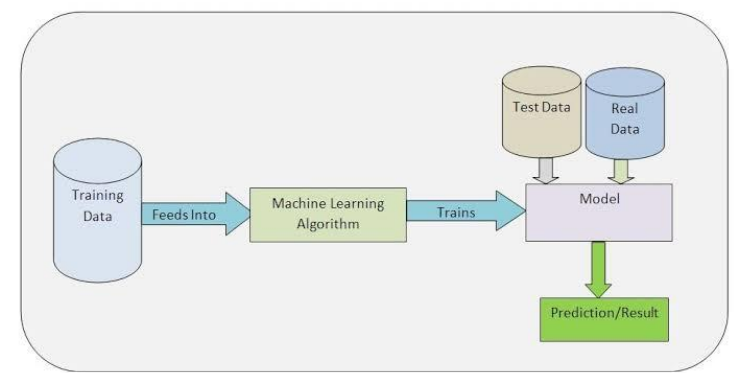 Test Data
Real
Data
Training
Data
Feeds Into
Machine Learning
Algorithm
Trains
Model
Prediction/Result